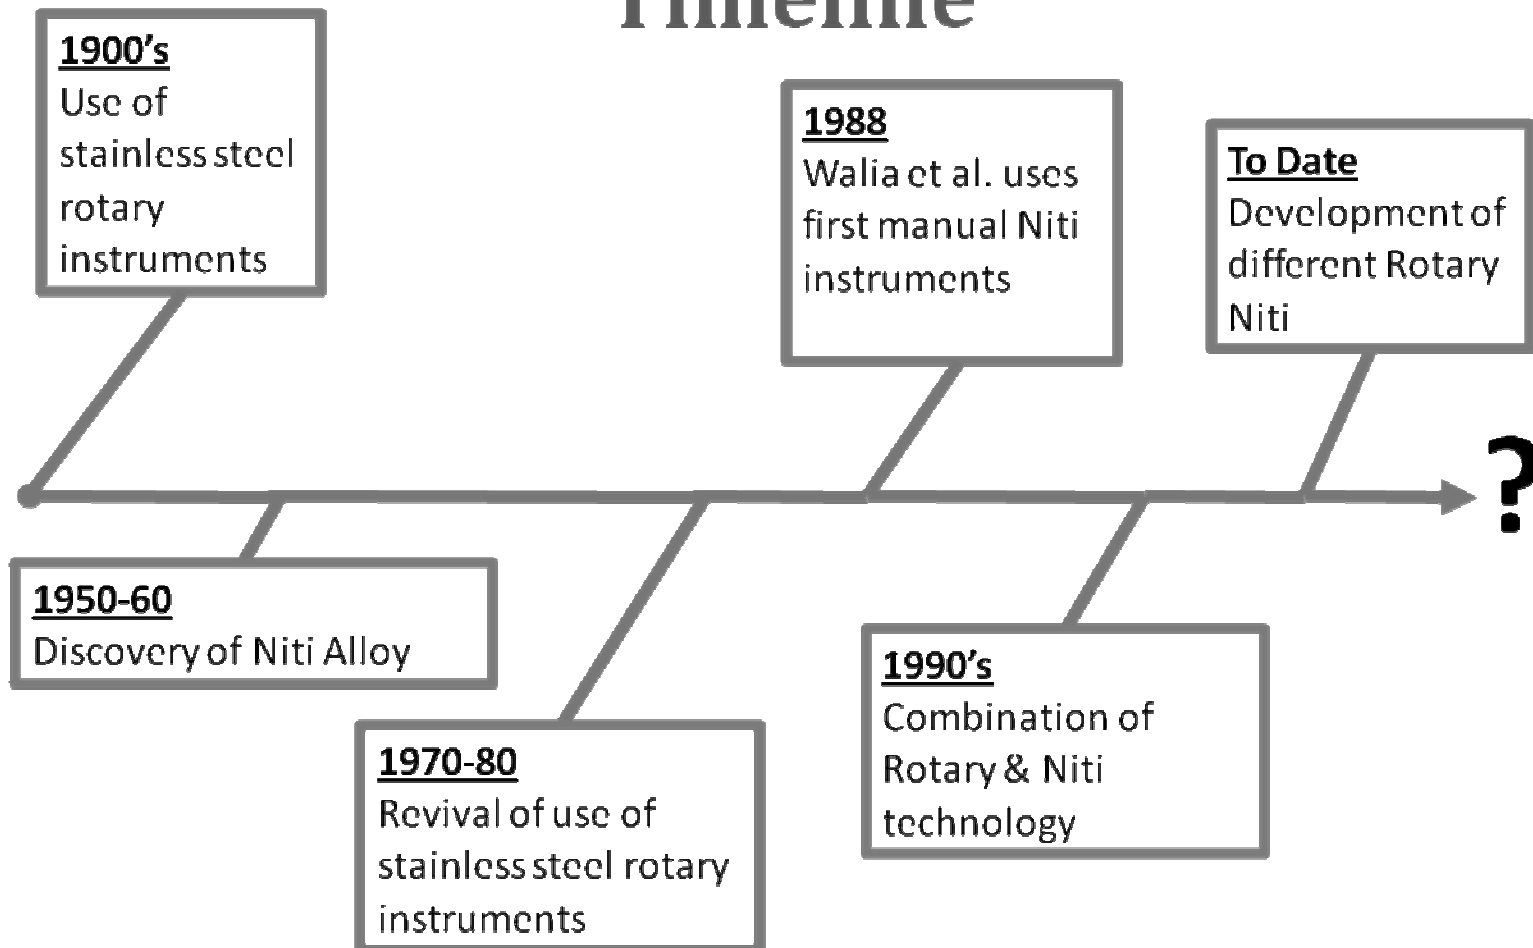 Timeline
1900's
Use of
stainless steel
rotary
instruments
1988
Walia et al. uses
first manual Niti
instruments
To Date
Development of
different Rotary
Niti
?
1950-60
Discovery of Niti Alloy
1970-80
Revival of use of
stainless steel rotary
instruments
1990's
Combination of
Rotary & Niti
technology